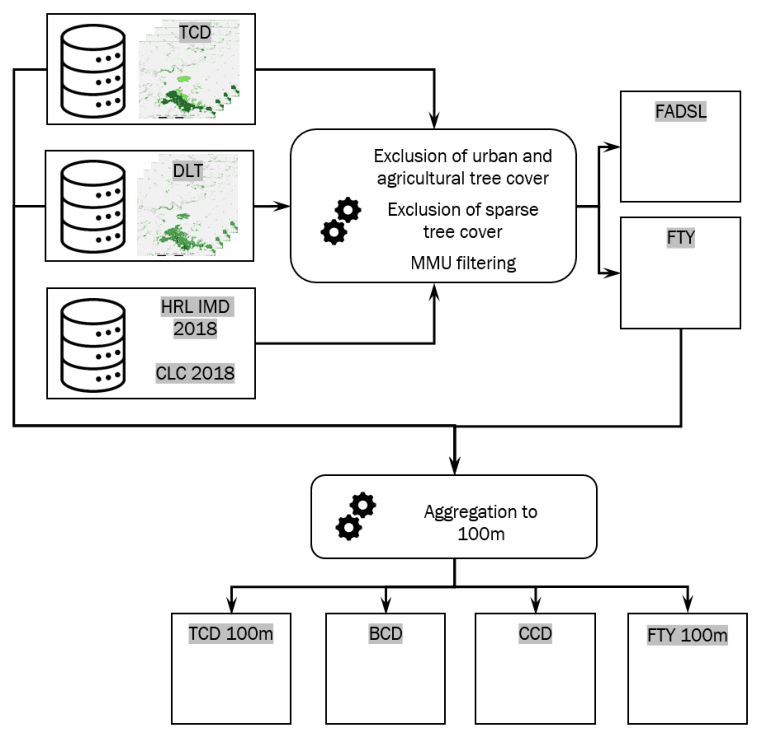 TCD
DLT
HRL IMD
2018
CLC 2018
Exclusion of urban and
agricultural tree cover
Exclusion of sparse
tree cover
MMU filtering
FADSL
FTY
Aggregation to
100m
TCD 100m
BCD
CCD
FTY 100m